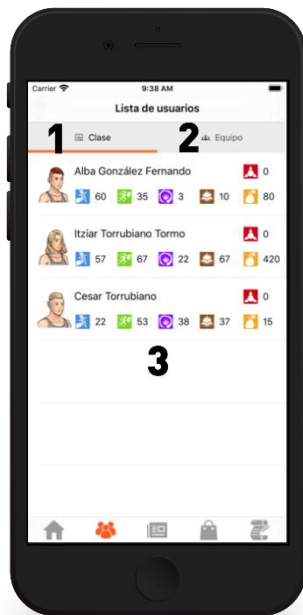 Carrier 9:38 AM
Lista de usuarios
1 Clase 2 Equipo
Alba González Fernando 0
60 35 3 10 80
Itziar Torrubiano Tormo 0
57 67 22 67 420
Cesar Torrubiano 0
22 53 38 37 15
3